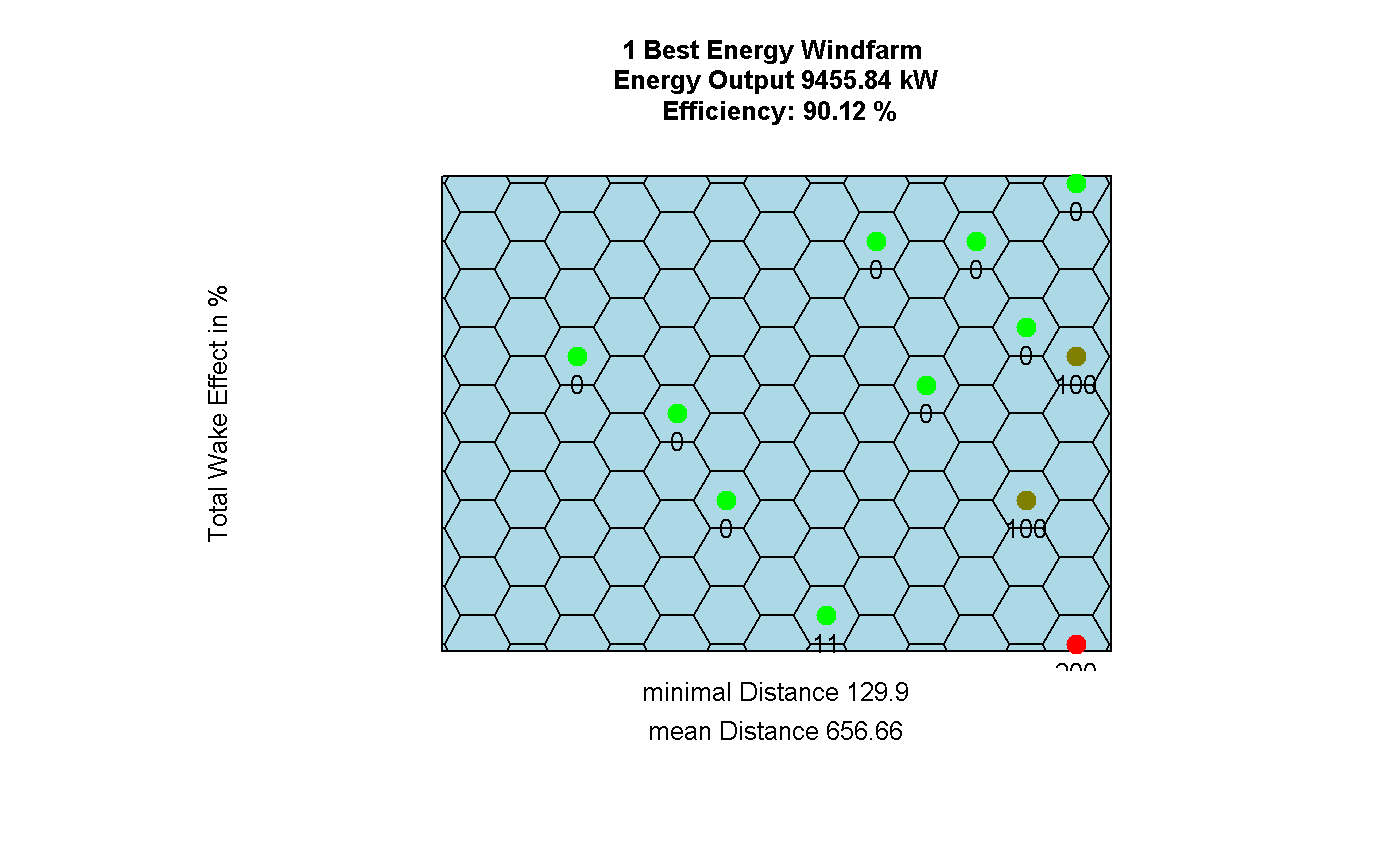 1 Best Energy Windfarm
Energy Output 9455.84 kW
Efficiency: 90.12 %
Total Wake Effect in %
0
0
0
0
0
100
0
0
0
100
11
minimal Distance 129.9
mean Distance 656.66